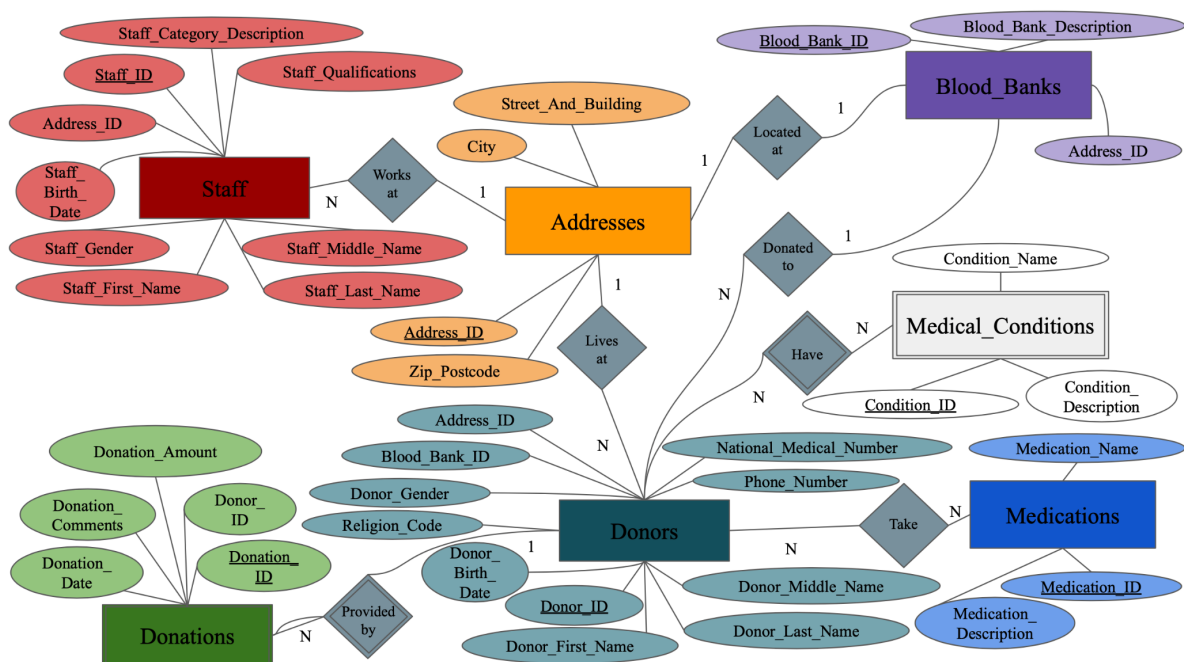 Staff_Category_Description
Staff_ID
Staff_Qualifications
Address_ID
Staff_
Birth_
Date
Staff
Staff_Gender
Staff_Middle_Name
Staff_First_Name
Staff_Last_Name
N
Works
at
1
Street_And_Building
City
Addresses
Address_ID
Zip_Postcode
1
Located
at
1
Blood_Bank_ID
Blood_Bank_Description
Blood_Banks
Address_ID
Donated
to
1
N
1
Lives
at
N
Condition_Name
Medical_Conditions
Condition_ID
Condition_
Description
Have
N
N
Address_ID
Blood_Bank_ID
Donor_Gender
Religion_Code
National_Medical_Number
Phone_Number
Donors
Donor_
Birth_
Date
Donor_ID
Donor_First_Name
Donor_Middle_Name
Donor_Last_Name
N
Take
N
Medication_Name
Medications
Medication_ID
Medication_
Description
Donation_Amount
Donation_
Comments
Donor_
ID
Donation_
Date
Donation_
ID
Donations
N
Provided
by
1